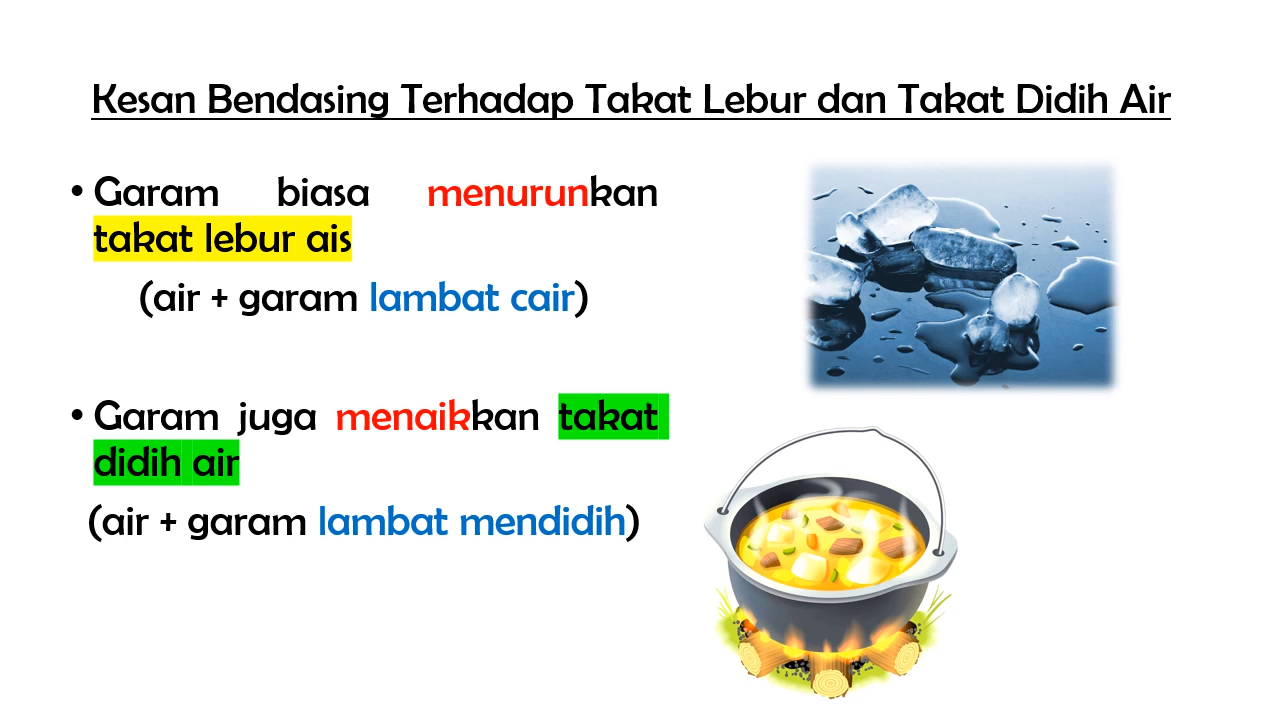 Kesan Bendasing Terhadap Takat Lebur dan Takat Didih Air
• Garam biasa menurunkan
takat lebur ais
(air + garam lambat cair)
• Garam juga menaikkan takat
didih air
(air + garam lambat mendidih)